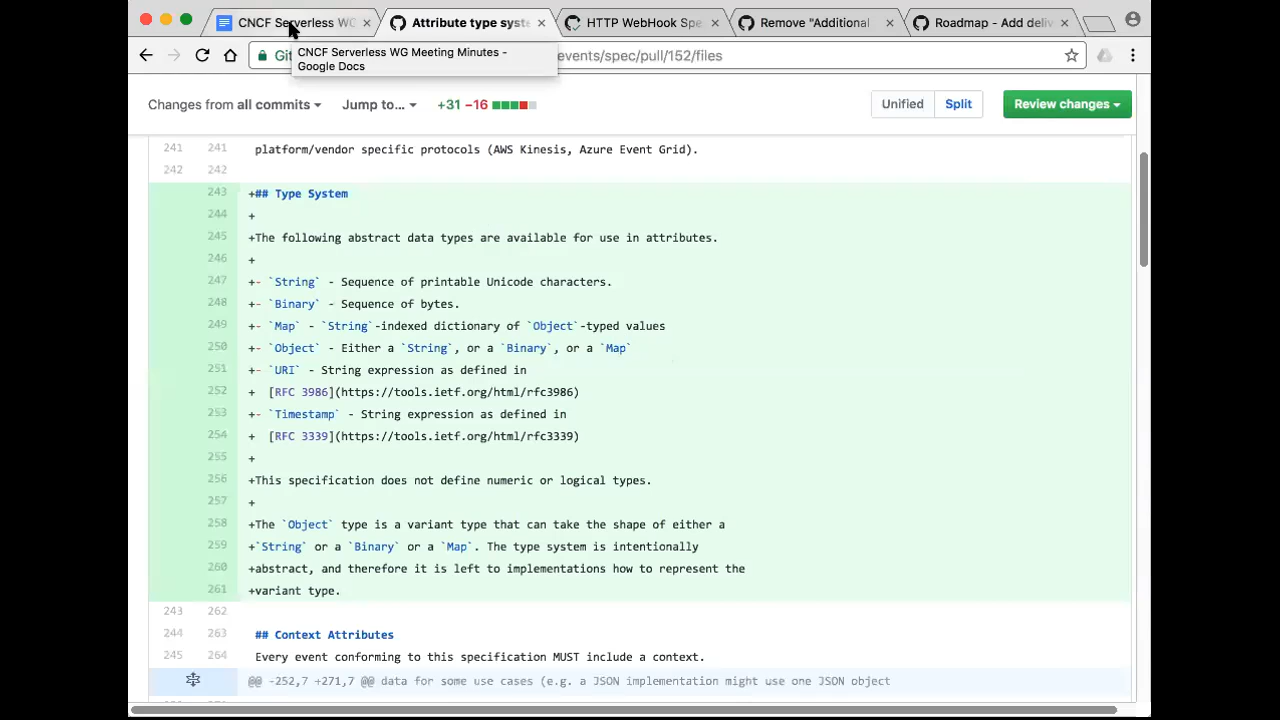 CNCF Serverless WG
Attribute type syste
HTTP WebHook Spe
Remove "Additional
Roadmap - Add deliv
CNCF Serverless WG Meeting Minutes -
Google Docs
Git
events/spec/pull/152/files
Changes from all commits
Jump to...
+31 −16
Unified
Split
Review changes
241 241 platform/vendor specific protocols (AWS Kinesis, Azure Event Grid).
242 242
243 +## Type System
244 +
245 +The following abstract data types are available for use in attributes.
246 +
247 +- `String` - Sequence of printable Unicode characters.
248 +- `Binary` - Sequence of bytes.
249 +- `Map` - `String`-indexed dictionary of `Object`-typed values
250 +- `Object` - Either a `String`, or a `Binary`, or a `Map`
251 +- `URI` - String expression as defined in
252 + [RFC 3986](https://tools.ietf.org/html/rfc3986)
253 +- `Timestamp` - String expression as defined in
254 + [RFC 3339](https://tools.ietf.org/html/rfc3339)
255 +
256 +This specification does not define numeric or logical types.
257 +
258 +The `Object` type is a variant type that can take the shape of either a
259 +`String` or a `Binary` or a `Map`. The type system is intentionally
260 +abstract, and therefore it is left to implementations how to represent the
261 +variant type.
243 262
244 263 ## Context Attributes
245 264 Every event conforming to this specification MUST include a context.
@@ -252,7 +271,7 @@ data for some use cases (e.g. a JSON implementation might use one JSON object